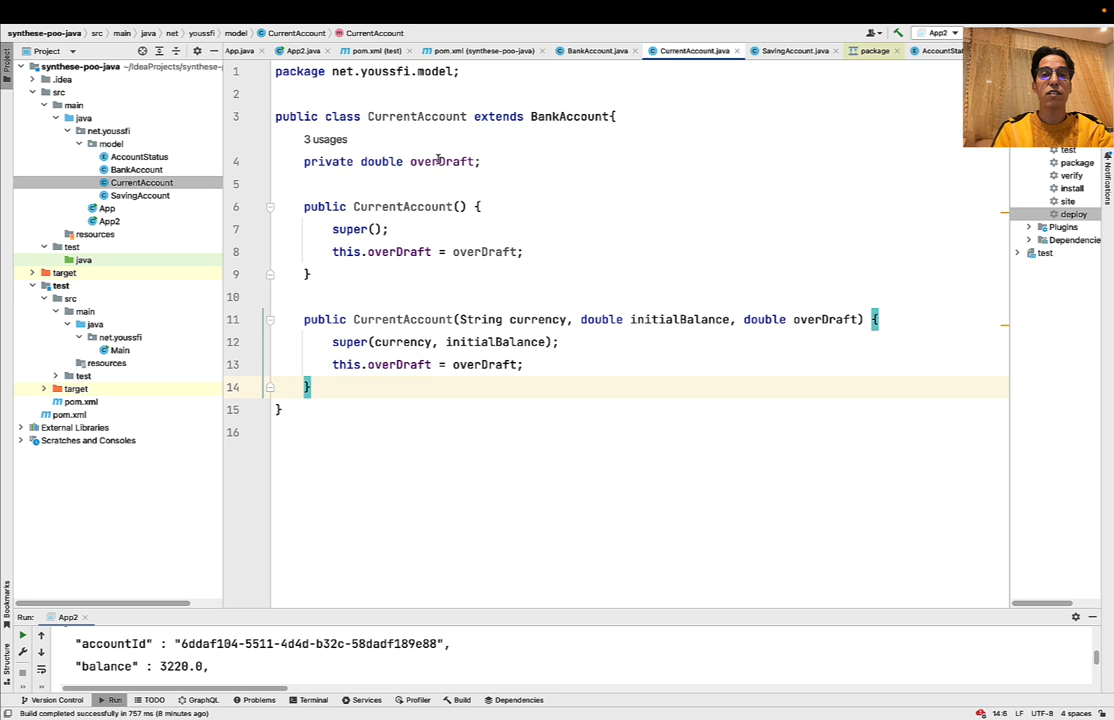 synthese-poo-java
src
main
java
net
youssfi
model
CurrentAccount
CurrentAccount
App2
Project
Project
App.java
App2.java
pom.xml (test)
pom.xml (synthese-poo-java)
BankAccount.java
CurrentAccount.java
SavingAccount.java
package
AccountStat
synthese-poo-java ~/IdeaProjects/synthese-
.idea
src
main
java
net.youssfi
model
AccountStatus
BankAccount
CurrentAccount
SavingAccount
App
App2
resources
test
java
target
test
src
main
java
net.youssfi
Main
resources
test
target
pom.xml
pom.xml
External Libraries
Scratches and Consoles
1 package net.youssfi.model;
2
3 public class CurrentAccount extends BankAccount{
3 usages
4 private double overDraft;
5
6 public CurrentAccount() {
7 super();
8 this.overDraft = overDraft;
9 }
10
11 public CurrentAccount(String currency, double initialBalance, double overDraft) {
12 super(currency, initialBalance);
13 this.overDraft = overDraft;
14 }
15 }
16
test
package
verify
install
site
deploy
Plugins
Dependencie
test
Notifications
Bookmarks
Structure
Run: App2
"accountId" : "6ddaf104-5511-4d4d-b32c-58dadf189e88",
"balance" : 3220.0,
Version Control
Run
TODO
GraphQL
Problems
Terminal
Services
Profiler
Build
Dependencies
Build completed successfully in 757 ms (8 minutes ago)
14:6 LF UTF-8 4 spaces